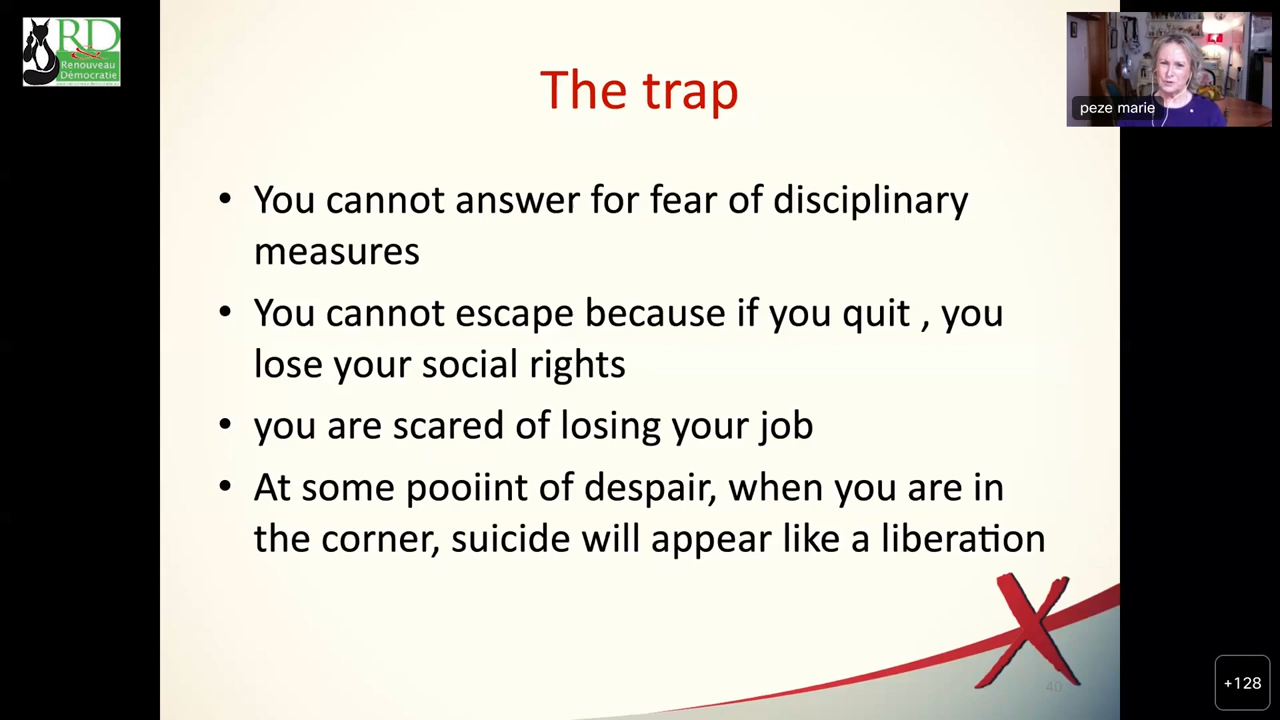 RD
Renouveau
Démocratie
The trap
peze marie
• You cannot answer for fear of disciplinary
measures
• You cannot escape because if you quit , you
lose your social rights
• you are scared of losing your job
• At some pooiint of despair, when you are in
the corner, suicide will appear like a liberation
40
+128